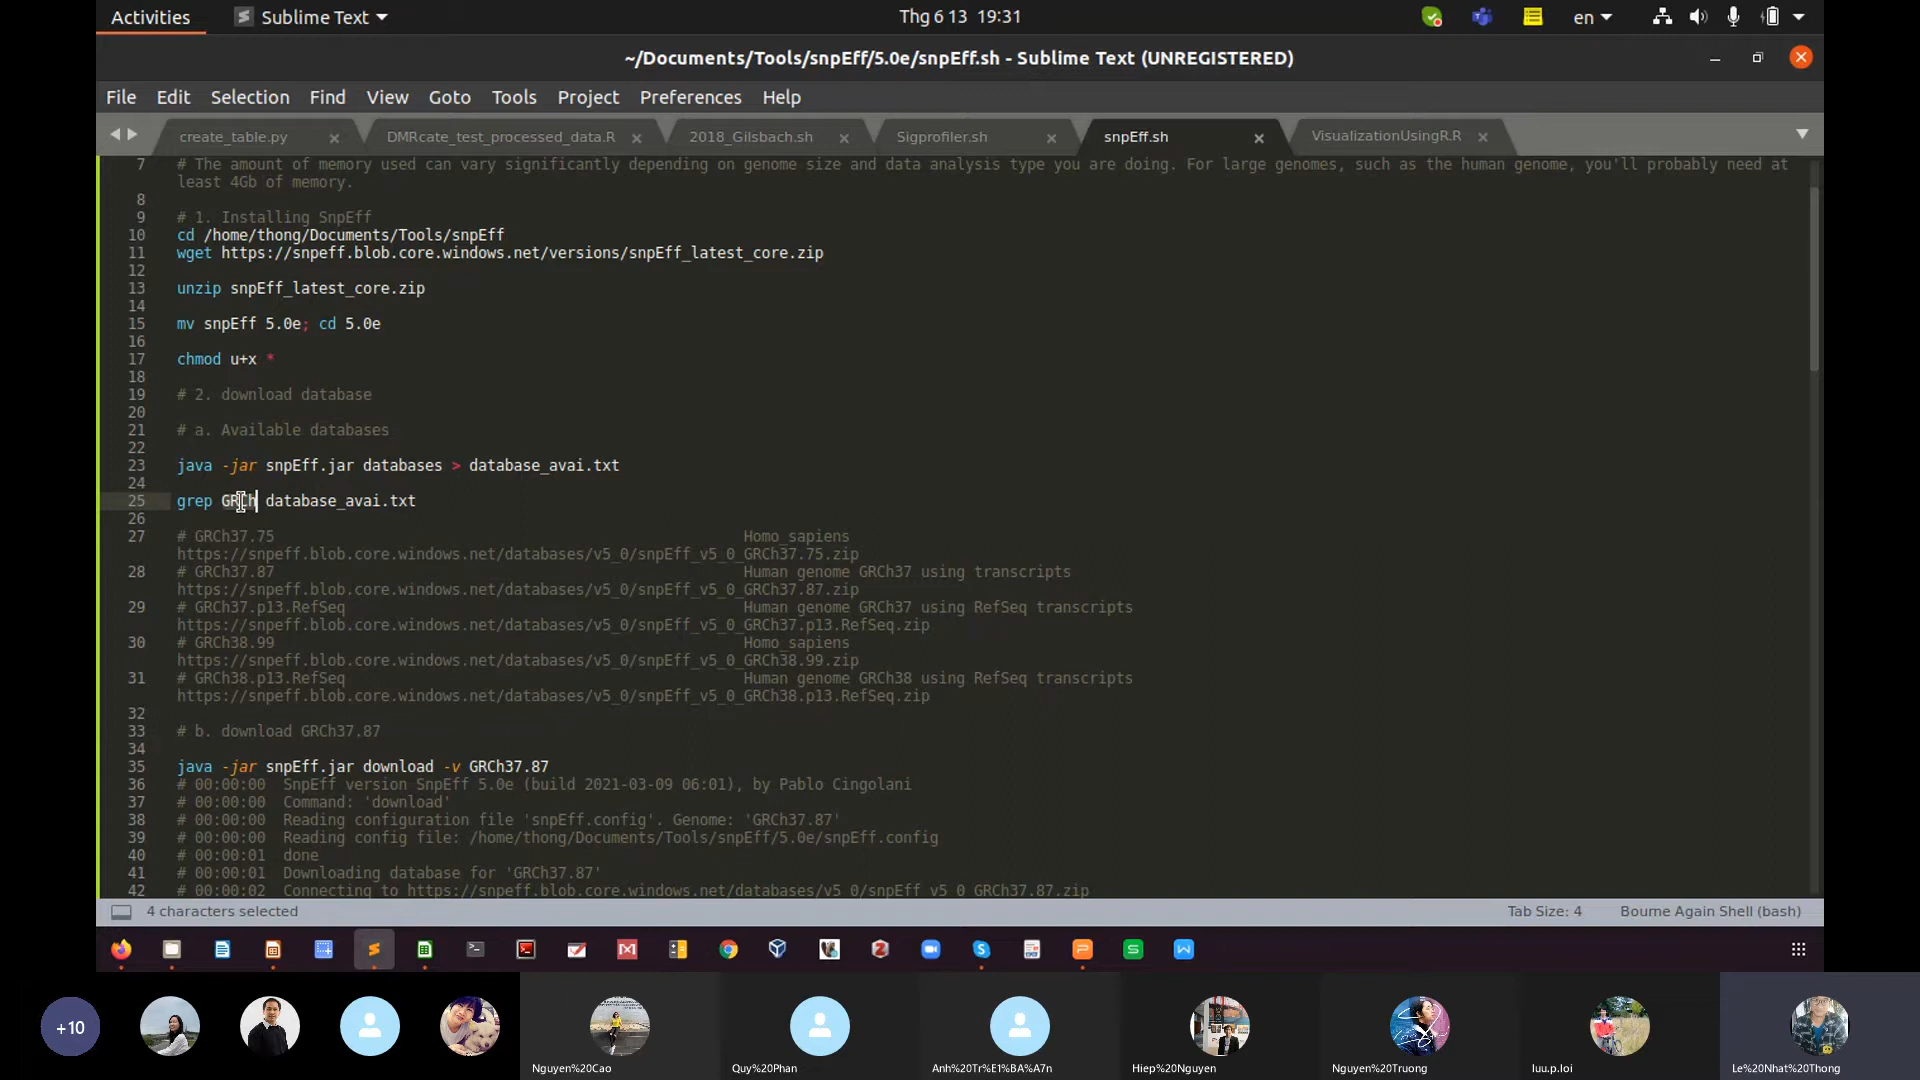 Activities
Sublime Text
Thg 6 13 19:31
en
~/Documents/Tools/snpEff/5.0e/snpEff.sh - Sublime Text (UNREGISTERED)
File Edit Selection Find View Goto Tools Project Preferences Help
create_table.py
DMRcate_test_processed_data.R
2018_Gilsbach.sh
Sigprofiler.sh
snpEff.sh
VisualizationUsingR.R
7 # The amount of memory used can vary significantly depending on genome size and data analysis type you are doing. For large genomes, such as the human genome, you'll probably need at
least 4Gb of memory.
8
9 # 1. Installing SnpEff
10 cd /home/thong/Documents/Tools/snpEff
11 wget https://snpeff.blob.core.windows.net/versions/snpEff_latest_core.zip
12
13 unzip snpEff_latest_core.zip
14
15 mv snpEff 5.0e; cd 5.0e
16
17 chmod u+x *
18
19 # 2. download database
20
21 # a. Available databases
22
23 java -jar snpEff.jar databases > database_avai.txt
24
25 grep GRCh database_avai.txt
26
27 # GRCh37.75 Homo_sapiens
https://snpeff.blob.core.windows.net/databases/v5_0/snpEff_v5_0_GRCh37.75.zip
28 # GRCh37.87 Human genome GRCh37 using transcripts
https://snpeff.blob.core.windows.net/databases/v5_0/snpEff_v5_0_GRCh37.87.zip
29 # GRCh37.p13.RefSeq Human genome GRCh37 using RefSeq transcripts
https://snpeff.blob.core.windows.net/databases/v5_0/snpEff_v5_0_GRCh37.p13.RefSeq.zip
30 # GRCh38.99 Homo_sapiens
https://snpeff.blob.core.windows.net/databases/v5_0/snpEff_v5_0_GRCh38.99.zip
31 # GRCh38.p13.RefSeq Human genome GRCh38 using RefSeq transcripts
https://snpeff.blob.core.windows.net/databases/v5_0/snpEff_v5_0_GRCh38.p13.RefSeq.zip
32
33 # b. download GRCh37.87
34
35 java -jar snpEff.jar download -v GRCh37.87
36 # 00:00:00 SnpEff version SnpEff 5.0e (build 2021-03-09 06:01), by Pablo Cingolani
37 # 00:00:00 Command: 'download'
38 # 00:00:00 Reading configuration file 'snpEff.config'. Genome: 'GRCh37.87'
39 # 00:00:00 Reading config file: /home/thong/Documents/Tools/snpEff/5.0e/snpEff.config
40 # 00:00:01 done
41 # 00:00:01 Downloading database for 'GRCh37.87'
42 # 00:00:02 Connecting to https://snpeff.blob.core.windows.net/databases/v5_0/snpEff_v5_0_GRCh37.87.zip
4 characters selected
Tab Size: 4
Bourne Again Shell (bash)
+10
Nguyen%20Cao
Quy%20Phan
Anh%20Tr%E1%BA%A7n
Hiep%20Nguyen
Nguyen%20Truong
luu.p.loi
Le%20Nhat%20Thong